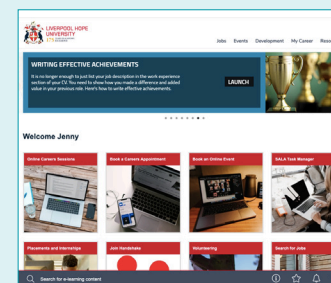 LIVERPOOL HOPE
UNIVERSITY
Jobs Events Development My Career Resou
WRITING EFFECTIVE ACHIEVEMENTS
It is no longer enough to just list your job description in the work experience
section of your CV. You need to show how you made a difference and added
value in your previous role. Here's how to write effective achievements.
LAUNCH
Welcome Jenny
Online Careers Sessions
Book a Careers Appointment
Book an Online Event
SALA Task Manager
Placements and Internships
Join Handshake
Volunteering
Search for Jobs
Search for e-learning content